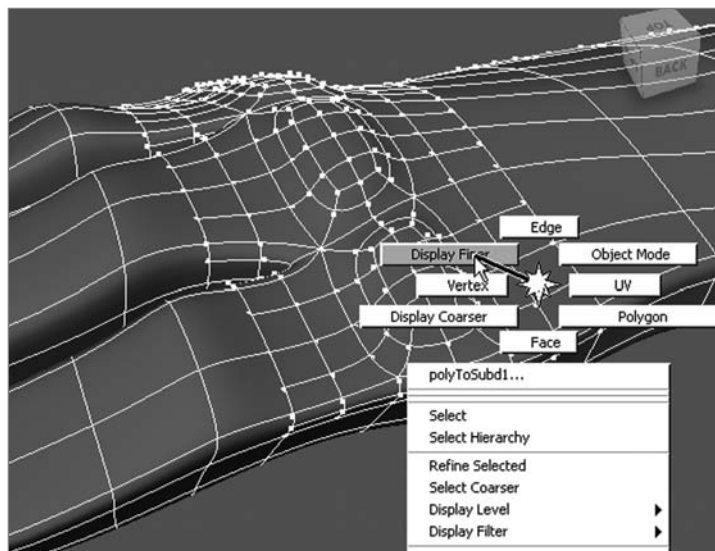 TOP
BACK
Edge
Display Finer
Object Mode
Vertex
UV
Display Coarser
Polygon
Face
polyToSubd1...
Select
Select Hierarchy
Refine Selected
Select Coarser
Display Level
Display Filter